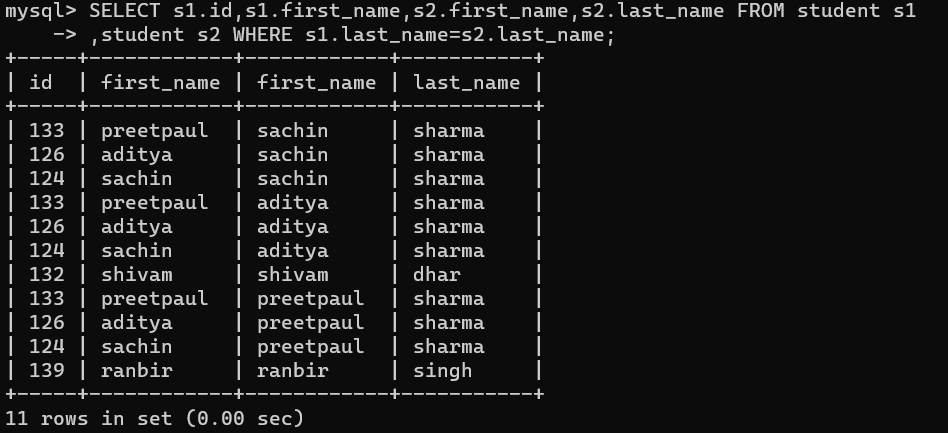 mysql> SELECT s1.id,s1.first_name,s2.first_name,s2.last_name FROM student s1
    -> ,student s2 WHERE s1.last_name=s2.last_name;
+-----+------------+------------+-----------+
| id  | first_name | first_name | last_name |
+-----+------------+------------+-----------+
| 133 | preetpaul  | sachin     | sharma    |
| 126 | aditya     | sachin     | sharma    |
| 124 | sachin     | sachin     | sharma    |
| 133 | preetpaul  | aditya     | sharma    |
| 126 | aditya     | aditya     | sharma    |
| 124 | sachin     | aditya     | sharma    |
| 132 | shivam     | shivam     | dhar      |
| 133 | preetpaul  | preetpaul  | sharma    |
| 126 | aditya     | preetpaul  | sharma    |
| 124 | sachin     | preetpaul  | sharma    |
| 139 | ranbir     | ranbir     | singh     |
+-----+------------+------------+-----------+
11 rows in set (0.00 sec)